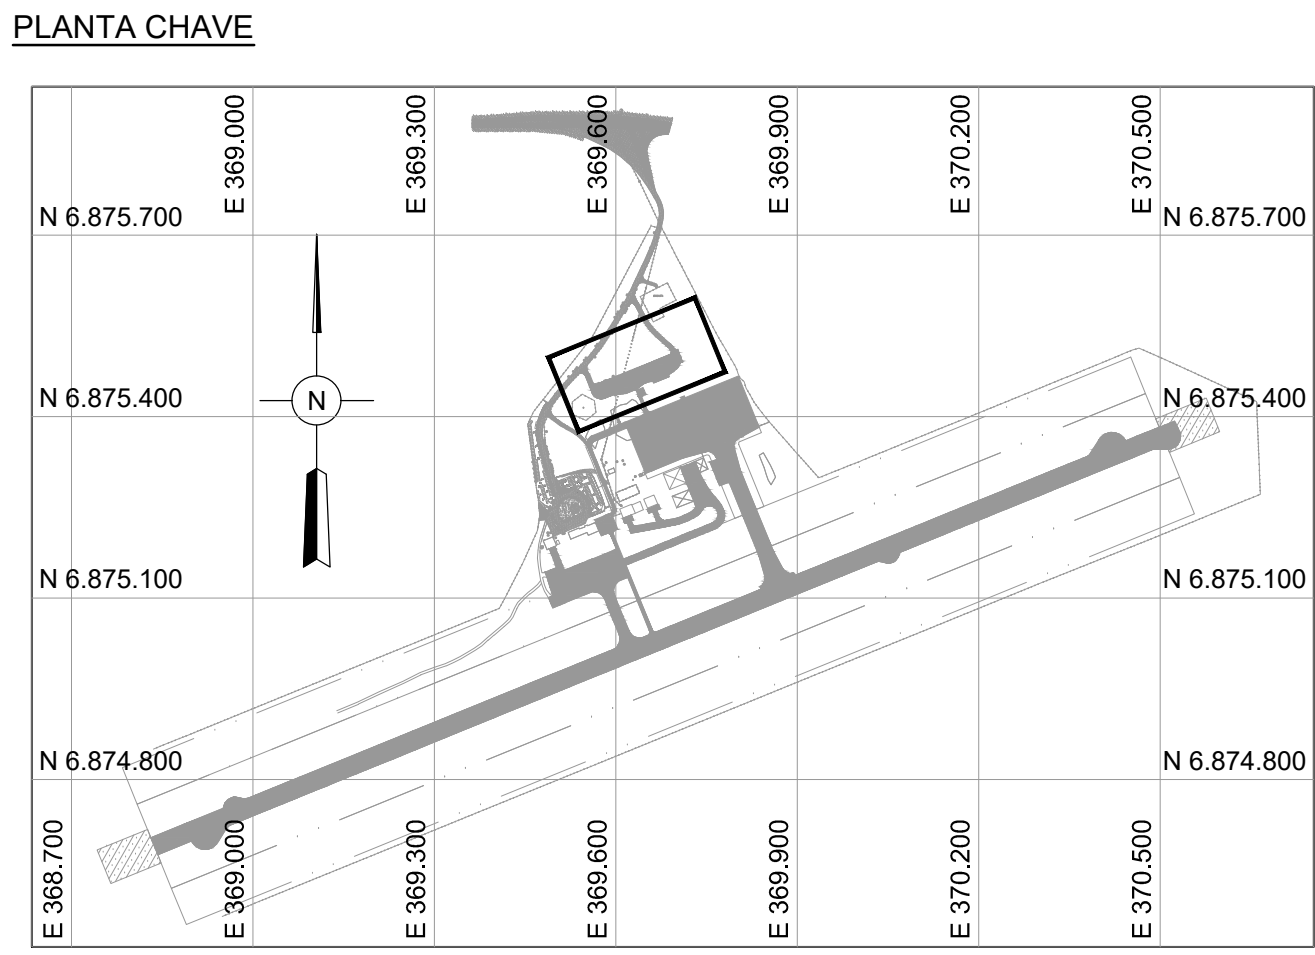 PLANTA CHAVE
E 369.000
E 369.300
E 369.600
E 369.900
E 370.200
E 370.500
N 6.875.700
N 6.875.700
N
N 6.875.400
N 6.875.400
N 6.875.100
N 6.875.100
N 6.874.800
N 6.874.800
E 368.700
E 369.000
E 369.300
E 369.600
E 369.900
E 370.200
E 370.500